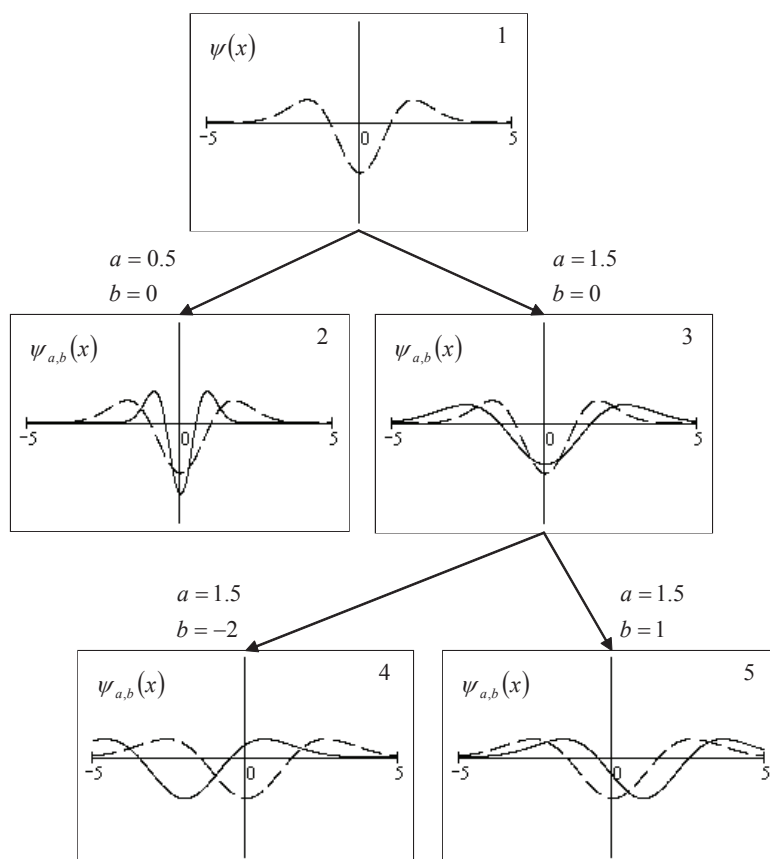 1
ψ(x)
0
−5
5
a = 0.5
b = 0
a = 1.5
b = 0
2
ψa,b(x)
0
−5
5
3
ψa,b(x)
0
−5
5
a = 1.5
b = −2
a = 1.5
b = 1
4
ψa,b(x)
0
−5
5
5
ψa,b(x)
0
−5
5